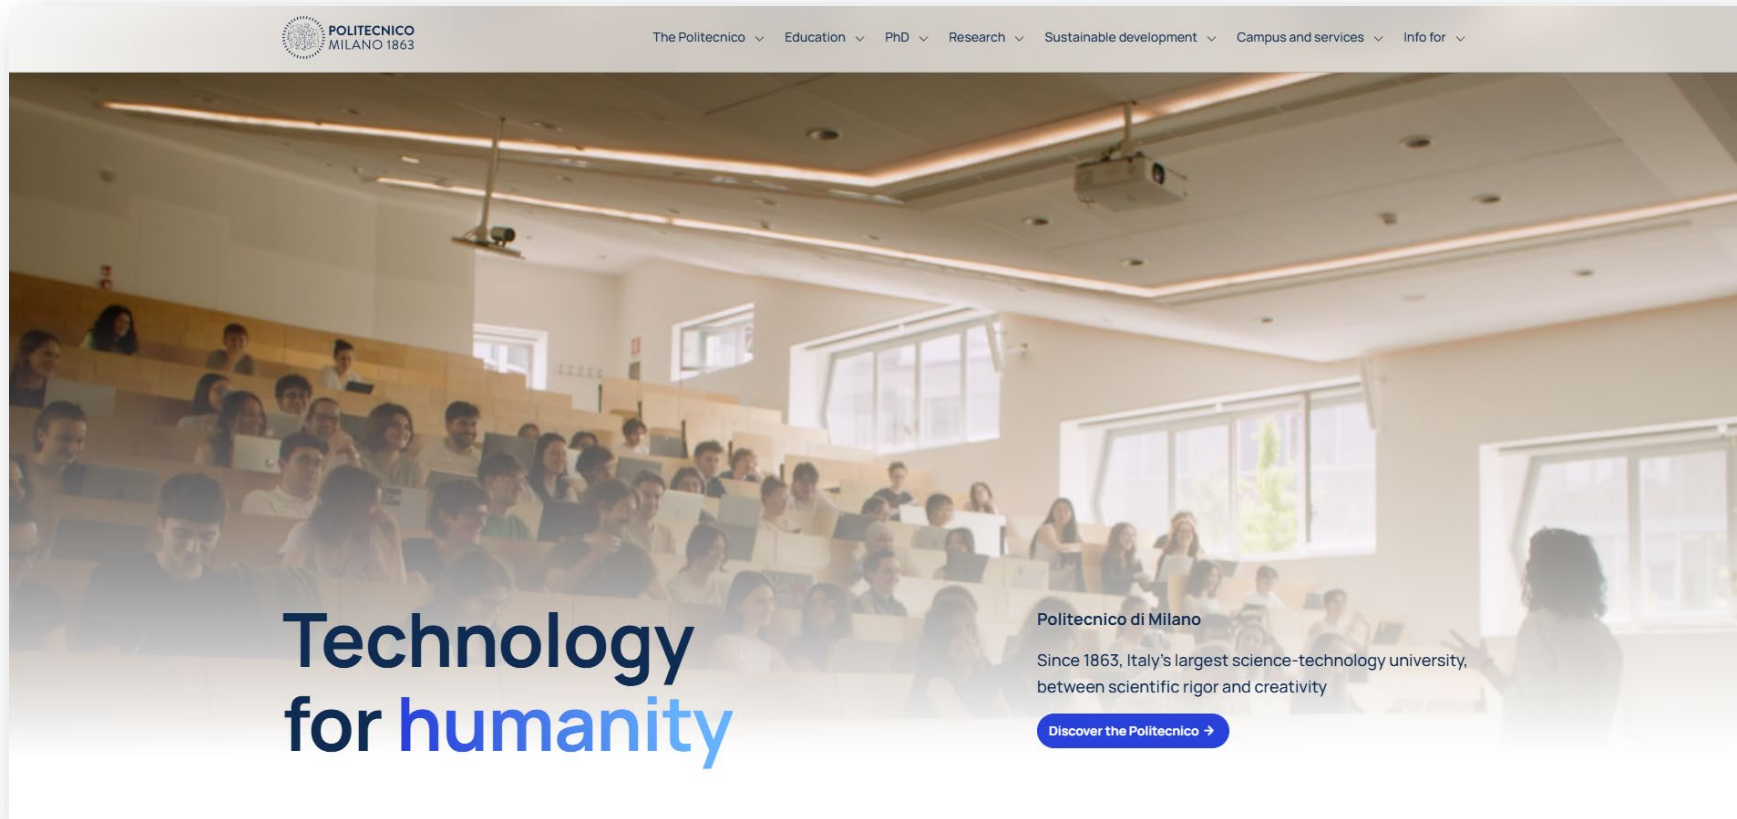 POLITECNICO
MILANO 1863
The Politecnico
Education
PhD
Research
Sustainable development
Campus and services
Info for
Technology
for humanity
Politecnico di Milano
Since 1863, Italy's largest science-technology university,
between scientific rigor and creativity
Discover the Politecnico →